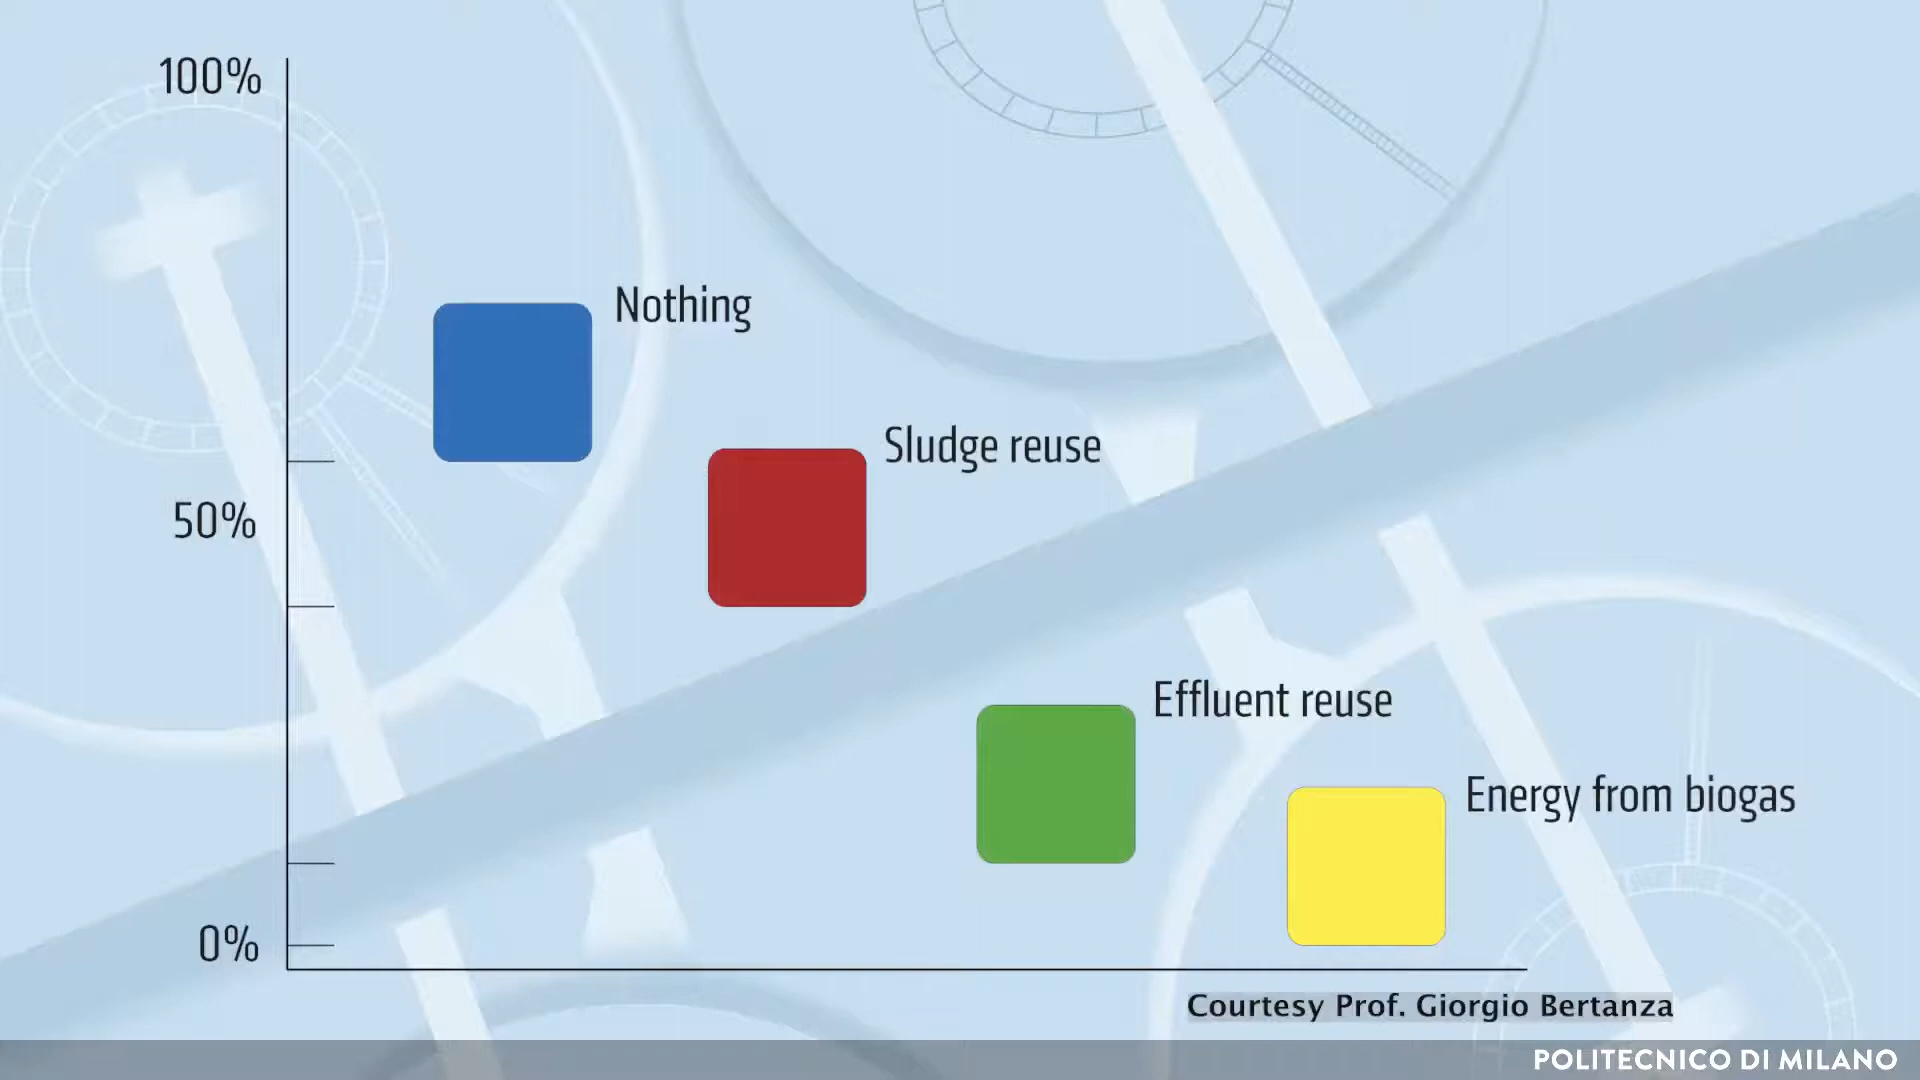 100%
Nothing
Sludge reuse
50%
Effluent reuse
Energy from biogas
0%
Courtesy Prof. Giorgio Bertanza
POLITECNICO DI MILANO